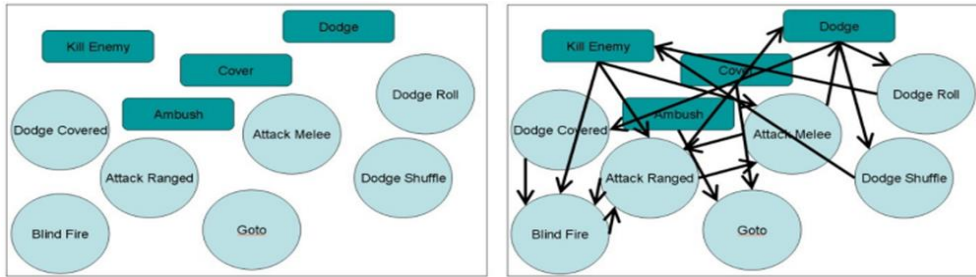 Dodge
Kill Enemy
Cover
Dodge Roll
Ambush
Dodge Covered
Attack Melee
Attack Ranged
Dodge Shuffle
Blind Fire
Goto
Dodge
Kill Enemy
Cover
Dodge Roll
Ambush
Dodge Covered
Attack Melee
Attack Ranged
Dodge Shuffle
Blind Fire
Goto